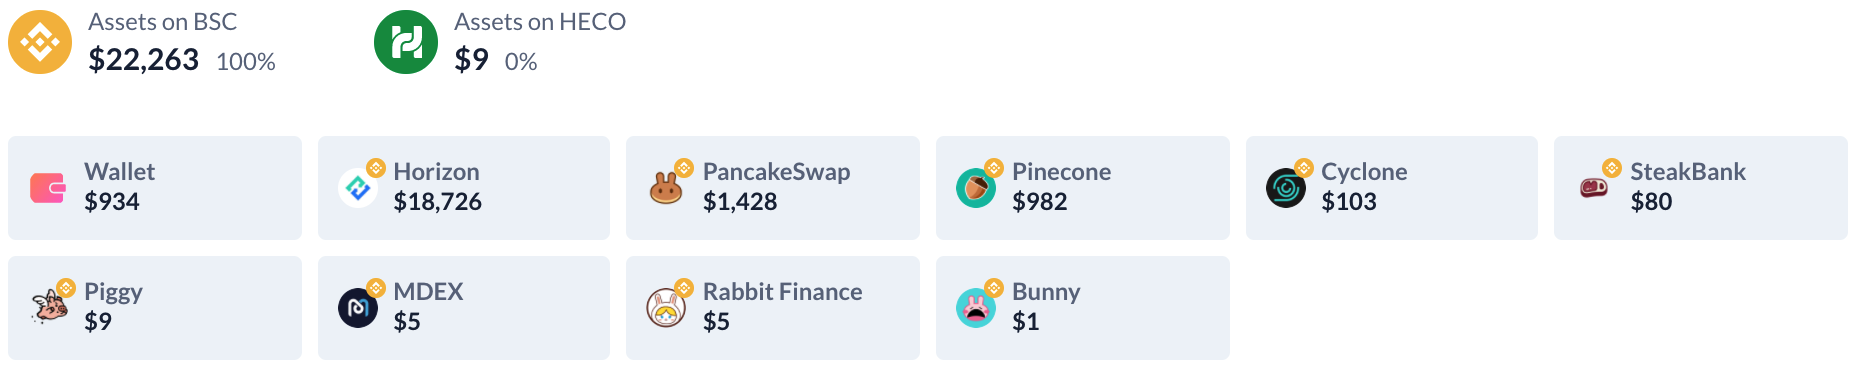 Assets on BSC
$22,263 100%
Assets on HECO
$9 0%
Wallet
$934
Horizon
$18,726
PancakeSwap
$1,428
Pinecone
$982
Cyclone
$103
SteakBank
$80
Piggy
$9
MDEX
$5
Rabbit Finance
$5
Bunny
$1